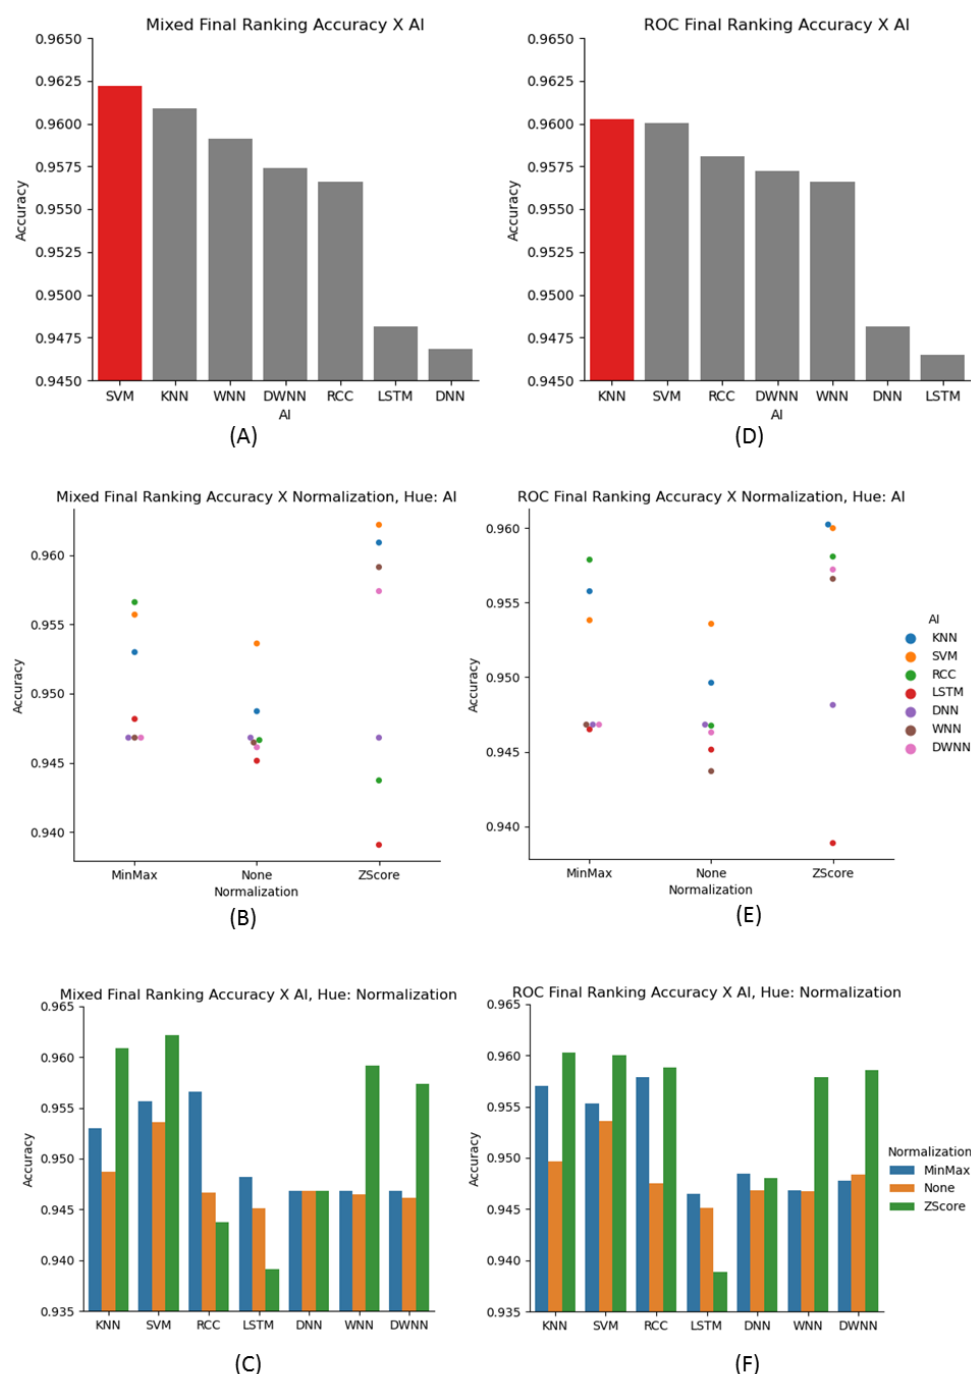 Mixed Final Ranking Accuracy X AI
0.9650
0.9625
0.9600
0.9575
0.9550
0.9525
0.9500
0.9475
0.9450
Accuracy
SVM KNN WNN DWNN RCC LSTM DNN
AI
(A)
ROC Final Ranking Accuracy X AI
0.9650
0.9625
0.9600
0.9575
0.9550
0.9525
0.9500
0.9475
0.9450
Accuracy
KNN SVM RCC DWNN WNN DNN LSTM
AI
(D)
Mixed Final Ranking Accuracy X Normalization, Hue: AI
0.960
0.955
0.950
0.945
0.940
Accuracy
MinMax None ZScore
Normalization
(B)
ROC Final Ranking Accuracy X Normalization, Hue: AI
0.960
0.955
0.950
0.945
0.940
Accuracy
MinMax None ZScore
Normalization
(E)
AI
KNN
SVM
RCC
LSTM
DNN
WNN
DWNN
Mixed Final Ranking Accuracy X AI, Hue: Normalization
0.965
0.960
0.955
0.950
0.945
0.940
0.935
Accuracy
KNN SVM RCC LSTM DNN WNN DWNN
(C)
ROC Final Ranking Accuracy X AI, Hue: Normalization
0.965
0.960
0.955
0.950
0.945
0.940
0.935
Accuracy
KNN SVM RCC LSTM DNN WNN DWNN
(F)
Normalization
MinMax
None
ZScore